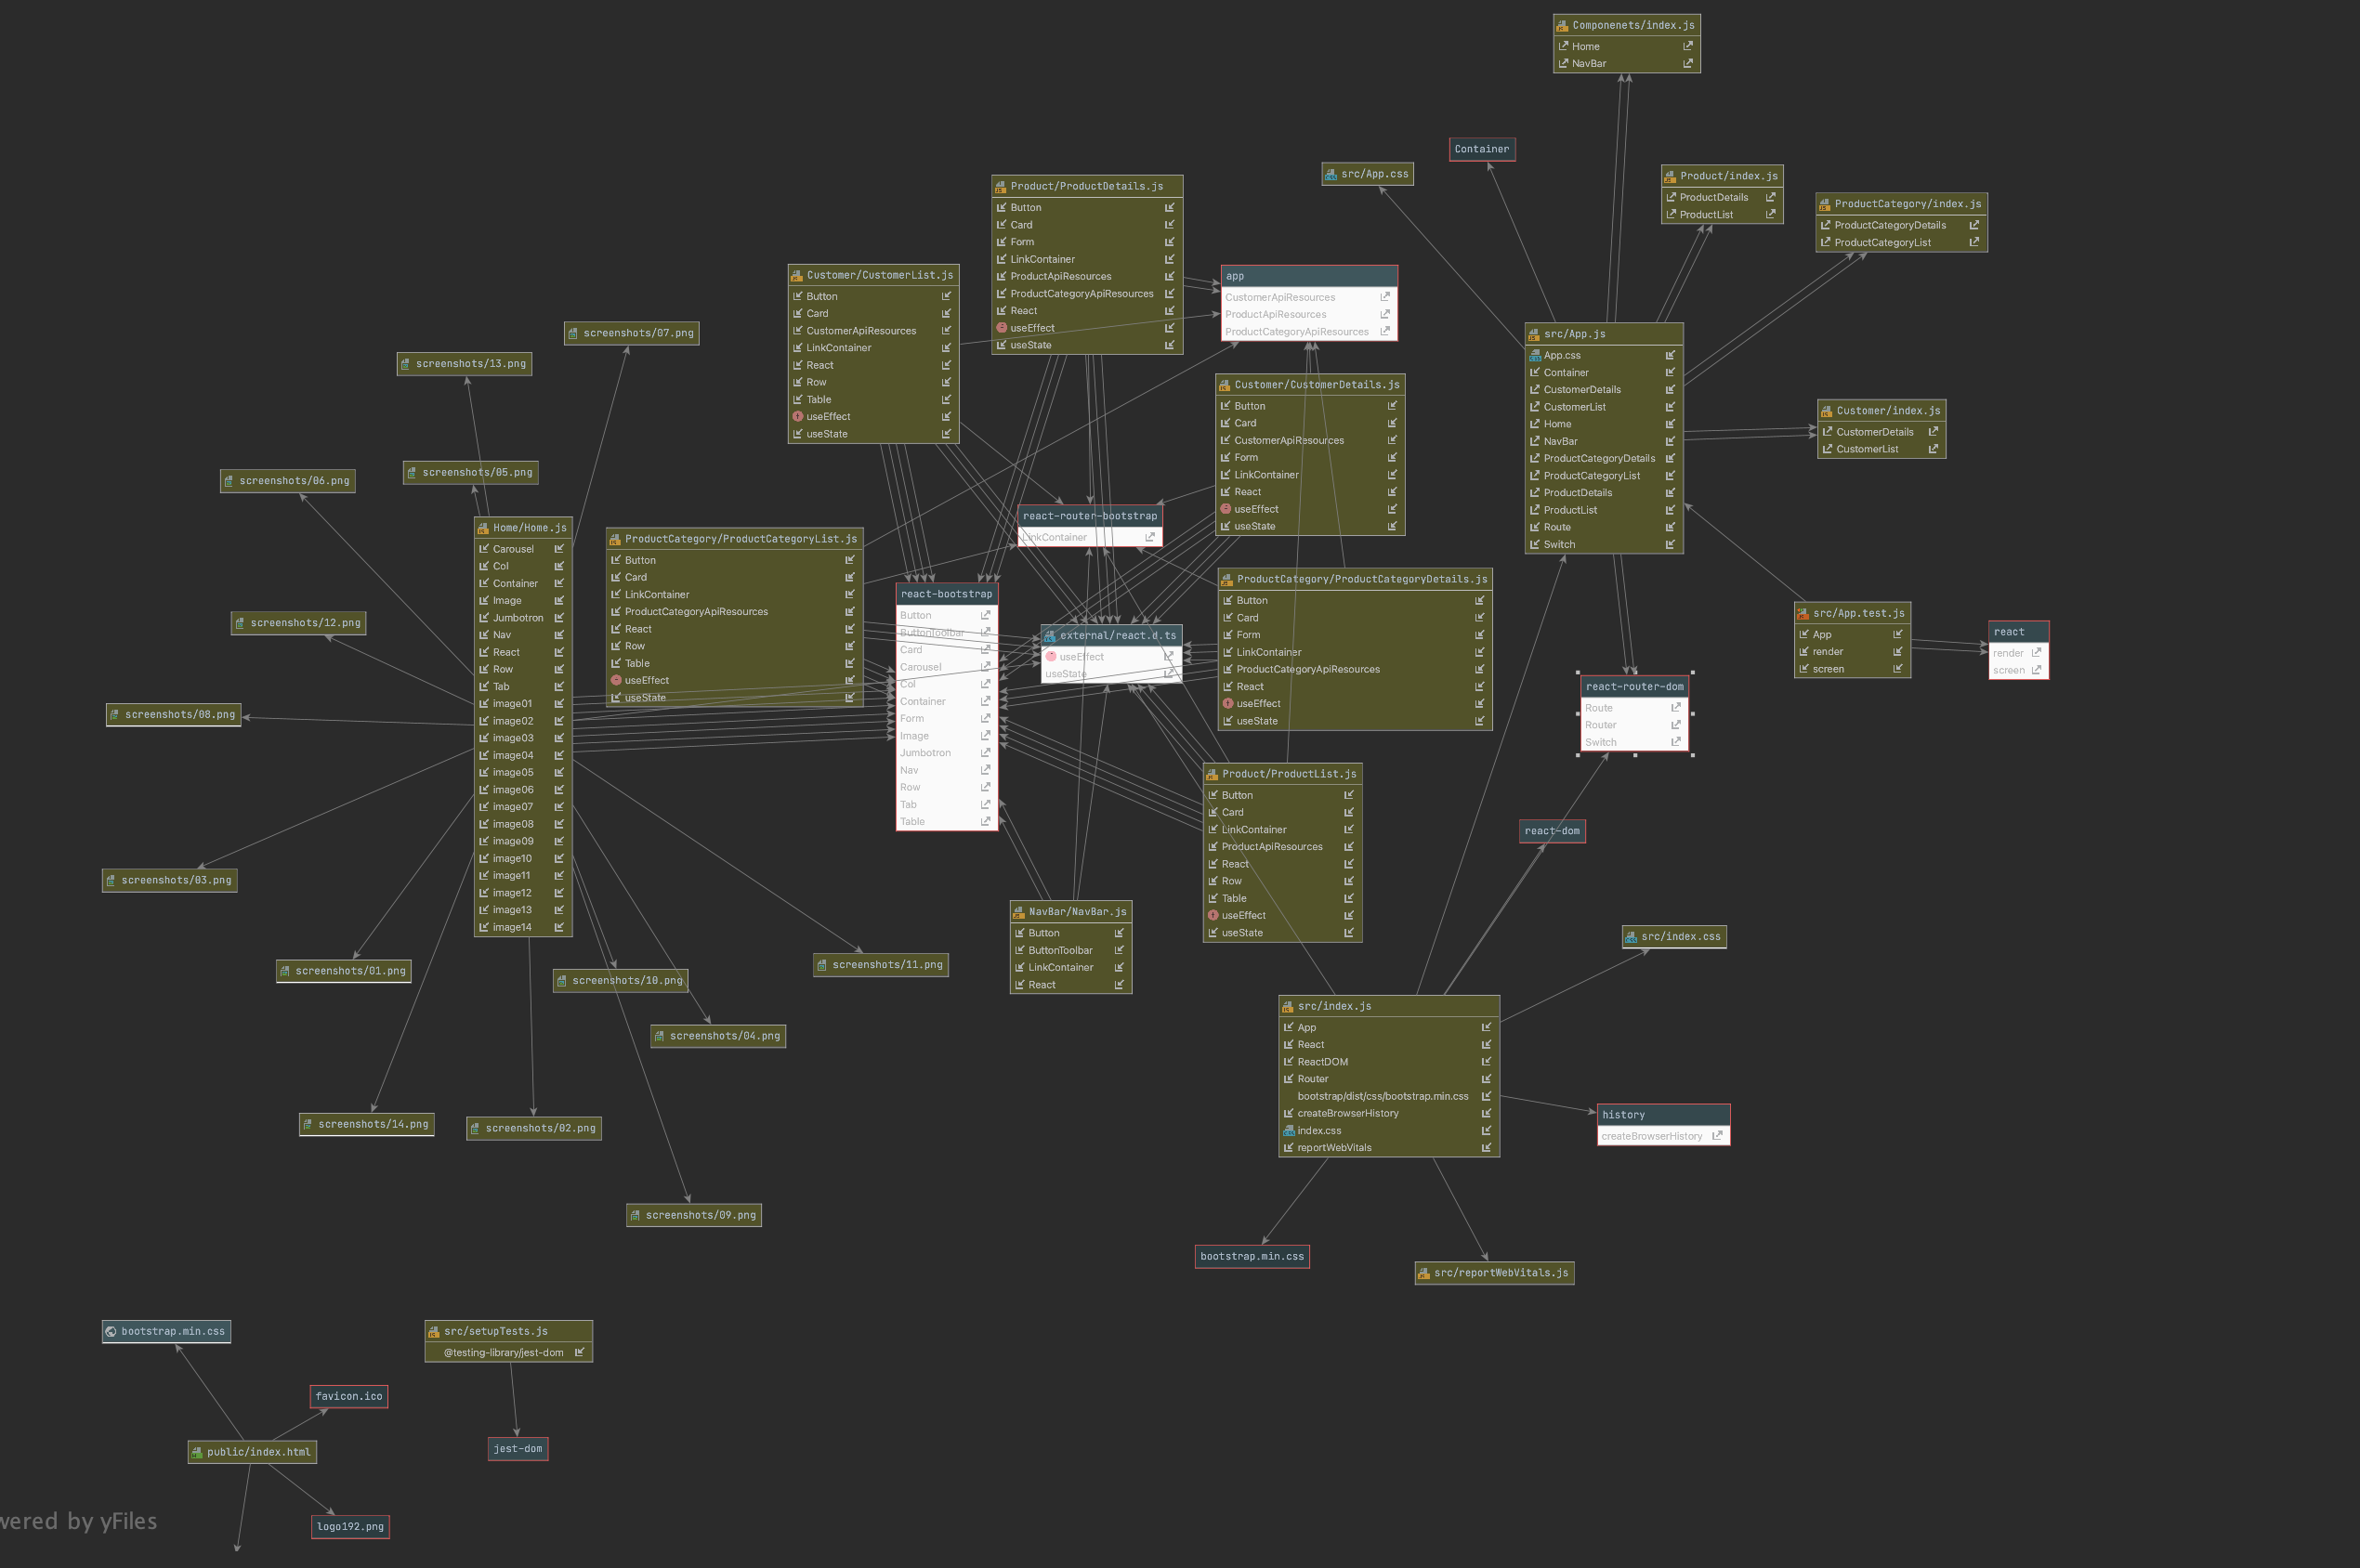 Componenets/index.js
Home
NavBar
Container
src/App.css
Product/index.js
ProductDetails
ProductList
ProductCategory/index.js
ProductCategoryDetails
ProductCategoryList
Product/ProductDetails.js
Button
Card
Form
LinkContainer
ProductApiResources
ProductCategoryApiResources
React
useEffect
useState
Customer/CustomerList.js
Button
Card
CustomerApiResources
LinkContainer
React
Row
Table
useEffect
useState
app
CustomerApiResources
ProductApiResources
ProductCategoryApiResources
src/App.js
App.css
Container
CustomerDetails
CustomerList
Home
NavBar
ProductCategoryDetails
ProductCategoryList
ProductDetails
ProductList
Route
Switch
Customer/index.js
CustomerDetails
CustomerList
Customer/CustomerDetails.js
Button
Card
CustomerApiResources
Form
LinkContainer
React
useEffect
useState
screenshots/07.png
screenshots/13.png
screenshots/05.png
screenshots/06.png
Home/Home.js
Carousel
Col
Container
Image
Jumbotron
Nav
React
Row
Tab
image01
image02
image03
image04
image05
image06
image07
image08
image09
image10
image11
image12
image13
image14
ProductCategory/ProductCategoryList.js
Button
Card
LinkContainer
ProductCategoryApiResources
React
Row
Table
useEffect
useState
react-router-bootstrap
LinkContainer
react-bootstrap
Button
ButtonToolbar
Card
Carousel
Col
Container
Form
Image
Jumbotron
Nav
Row
Tab
Table
external/react.d.ts
useEffect
useState
ProductCategory/ProductCategoryDetails.js
Button
Card
Form
LinkContainer
ProductCategoryApiResources
React
useEffect
useState
src/App.test.js
App
render
screen
react
render
screen
react-router-dom
Route
Router
Switch
screenshots/12.png
screenshots/08.png
screenshots/03.png
Product/ProductList.js
Button
Card
LinkContainer
ProductApiResources
React
Row
Table
useEffect
useState
react-dom
NavBar/NavBar.js
Button
ButtonToolbar
LinkContainer
React
src/index.css
screenshots/01.png
screenshots/10.png
screenshots/11.png
screenshots/04.png
src/index.js
App
React
ReactDOM
Router
bootstrap/dist/css/bootstrap.min.css
createBrowserHistory
index.css
reportWebVitals
history
createBrowserHistory
screenshots/14.png
screenshots/02.png
screenshots/09.png
bootstrap.min.css
src/reportWebVitals.js
bootstrap.min.css
src/setupTests.js
@testing-library/jest-dom
favicon.ico
public/index.html
jest-dom
logo192.png
wered by yFiles